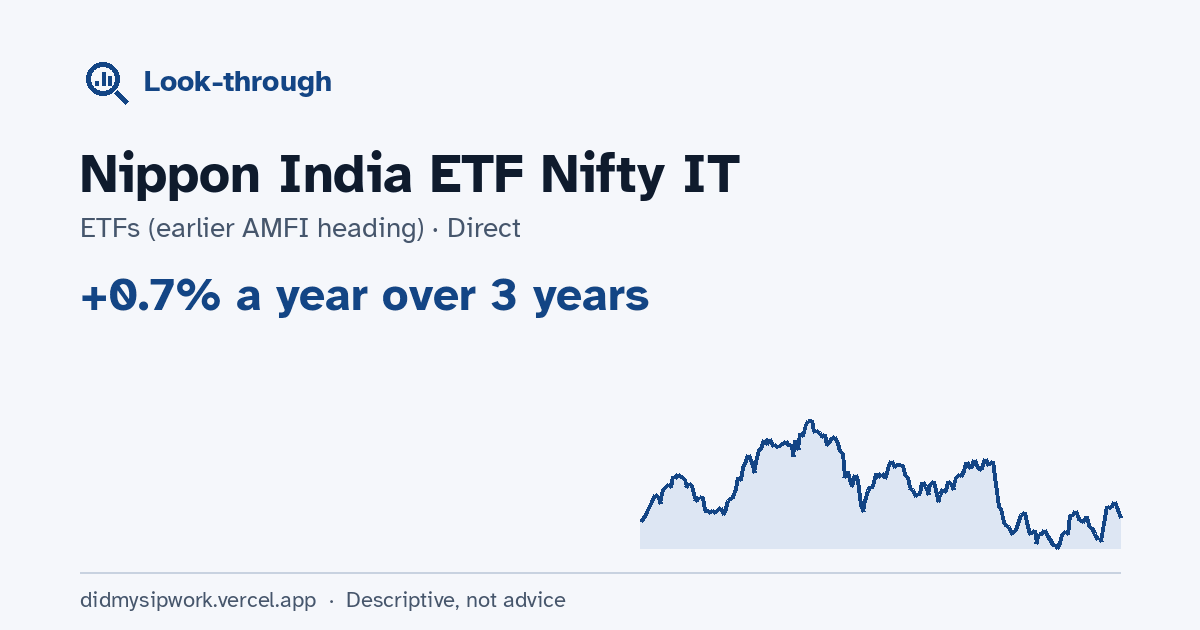 Look-through
Nippon India ETF Nifty IT
ETFs (earlier AMFI heading) · Direct
+0.7% a year over 3 years
didmysipwork.vercel.app · Descriptive, not advice